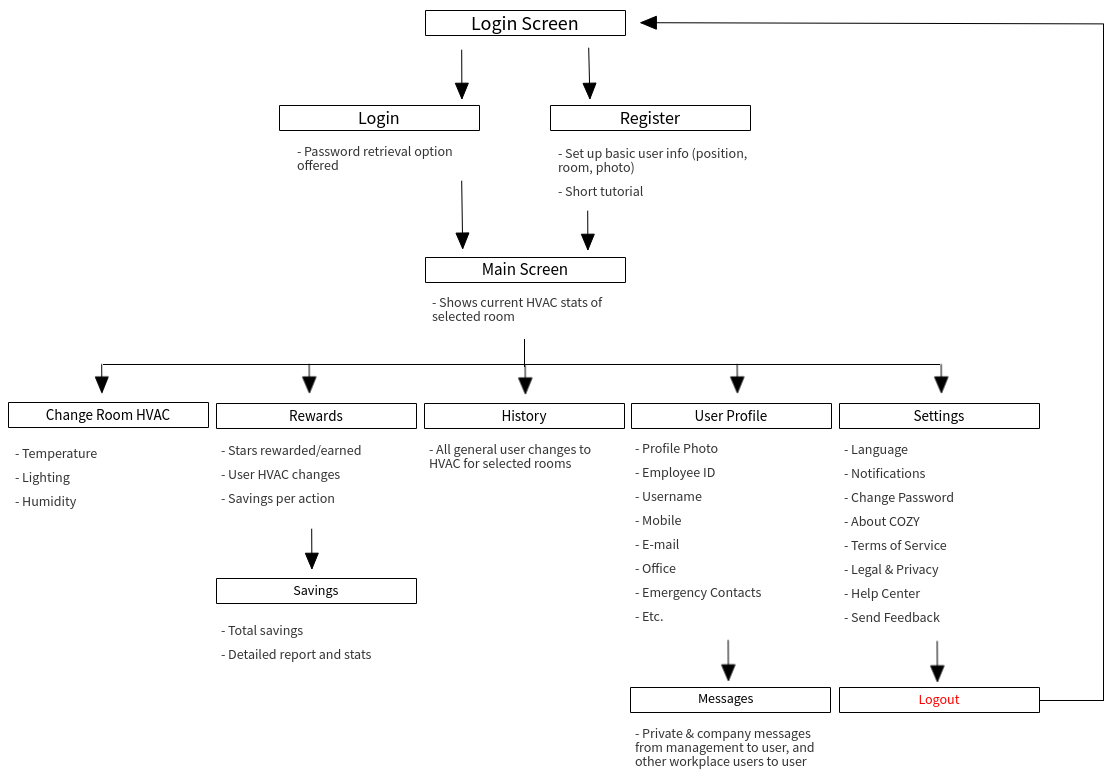 Login Screen
Login
Register
- Password retrieval option
offered
- Set up basic user info (position,
room, photo)
- Short tutorial
Main Screen
- Shows current HVAC stats of
selected room
Change Room HVAC
- Temperature
- Lighting
- Humidity
Rewards
- Stars rewarded/earned
- User HVAC changes
- Savings per action
Savings
- Total savings
- Detailed report and stats
History
- All general user changes to
HVAC for selected rooms
User Profile
- Profile Photo
- Employee ID
- Username
- Mobile
- E-mail
- Office
- Emergency Contacts
- Etc.
Messages
- Private & company messages
from management to user, and
other workplace users to user
Settings
- Language
- Notifications
- Change Password
- About COZY
- Terms of Service
- Legal & Privacy
- Help Center
- Send Feedback
Logout